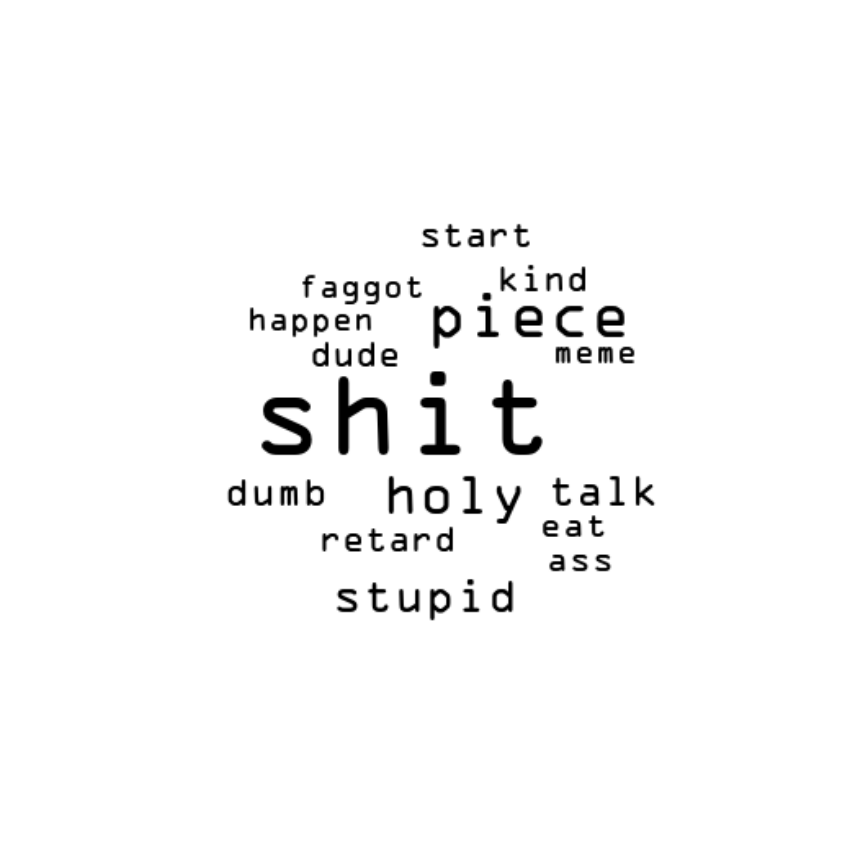 start
kind
faggot
piece
happen
dude
meme
shit
dumb
holy
talk
eat
retard
ass
stupid